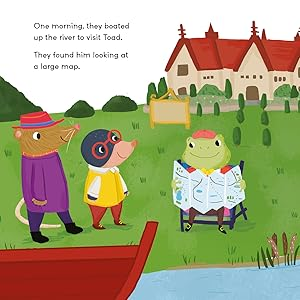 One morning, they boated
up the river to visit Toad.
They found him looking at
a large map.